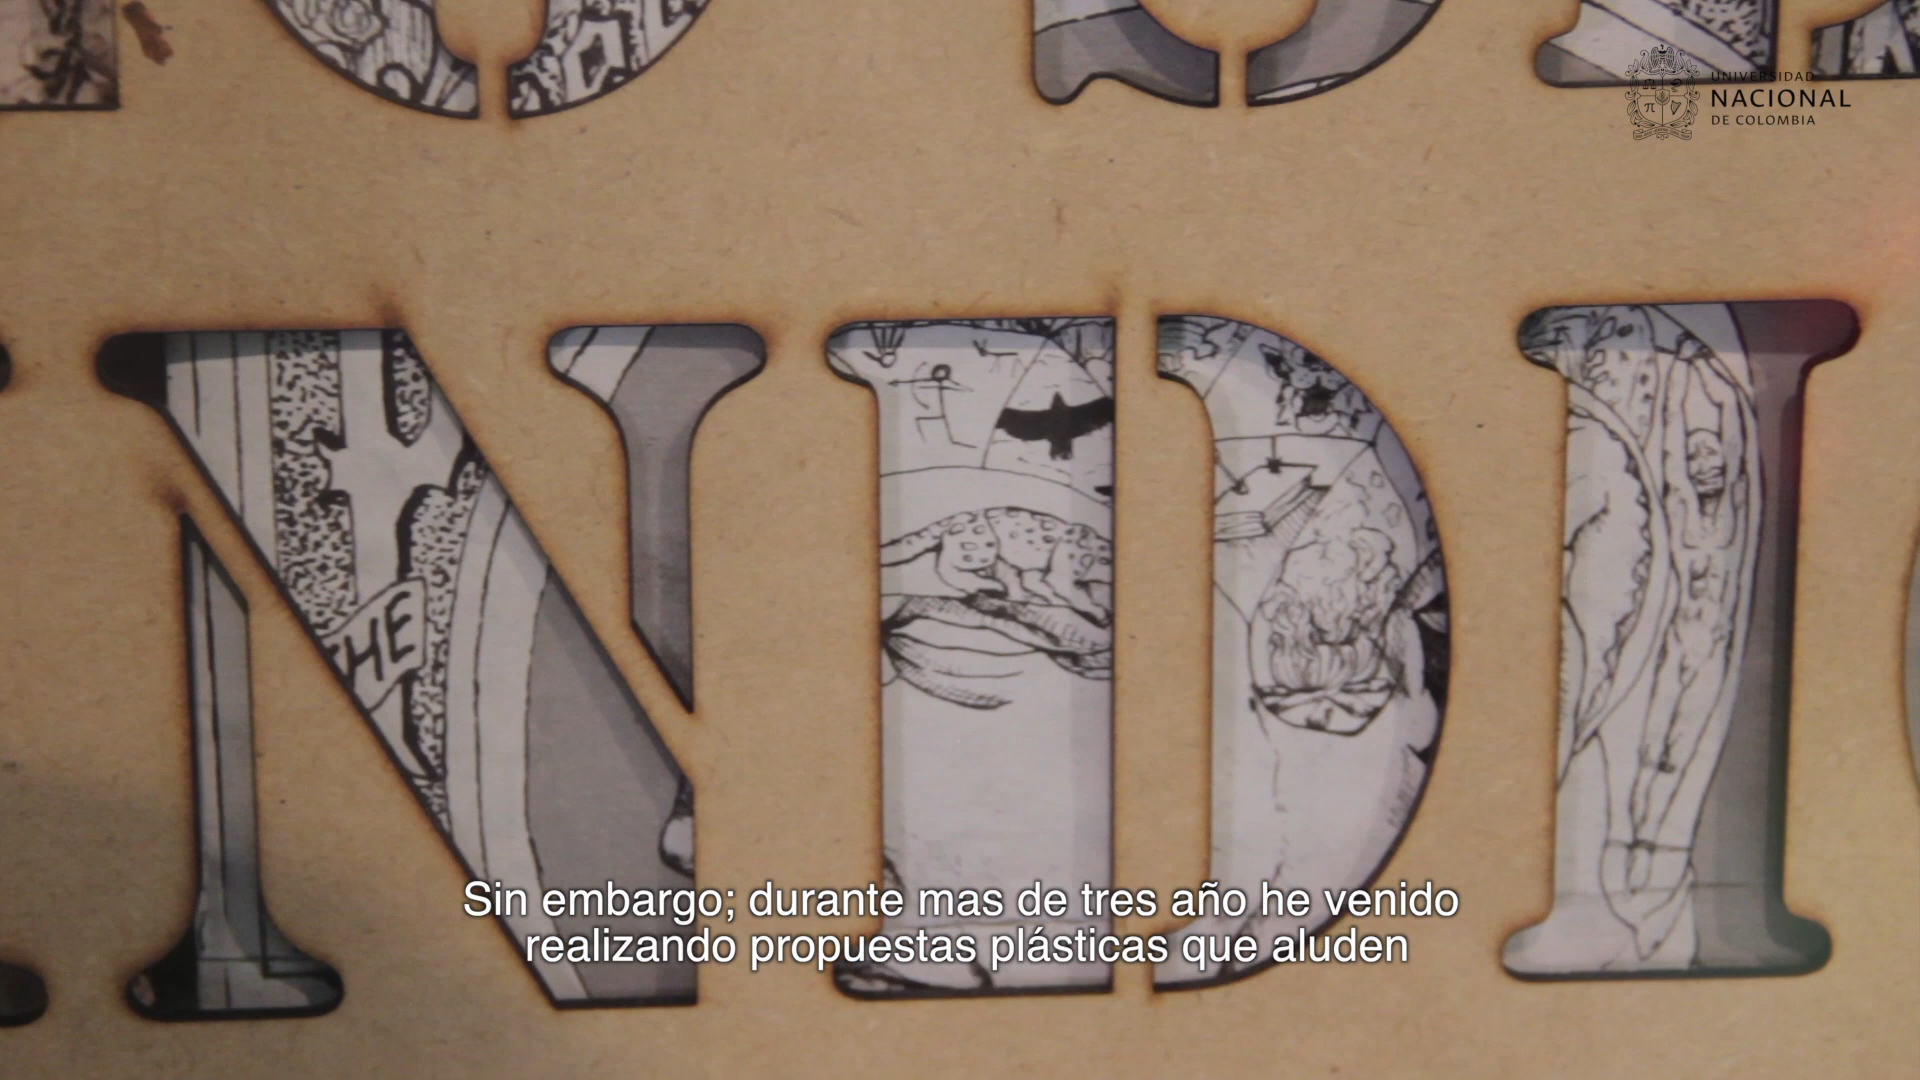 UNIVERSIDAD
NACIONAL
DE COLOMBIA
NDI
THE
Sin embargo; durante mas de tres año he venido
realizando propuestas plásticas que aluden